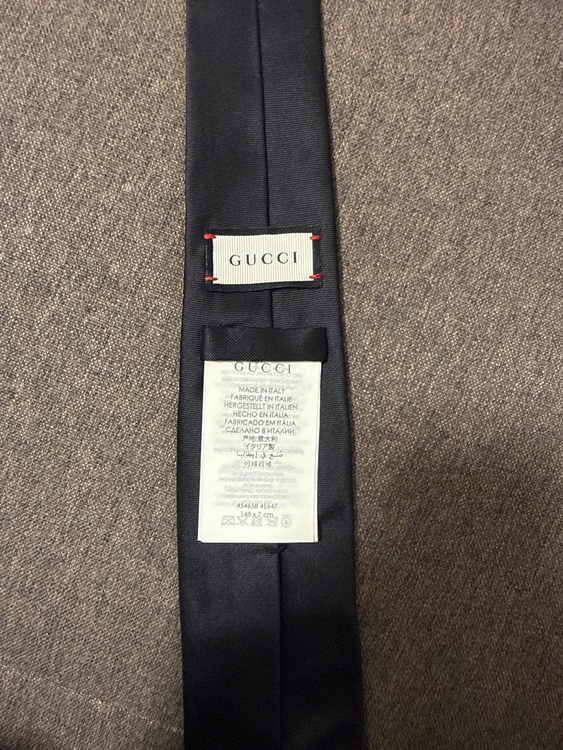 GUCCI
GUCCI
MADE IN ITALY
FABRIQUÉ EN ITALIE
HERGESTELLT IN ITALIEN
HECHO EN ITALIA
FABRICADO EM ITÁLIA
СДЕЛАНО В ИТАЛИИ
产地:意大利
イタリア製
صنع في إيطاليا
이태리제
454658 4E647
148 x 7 cm